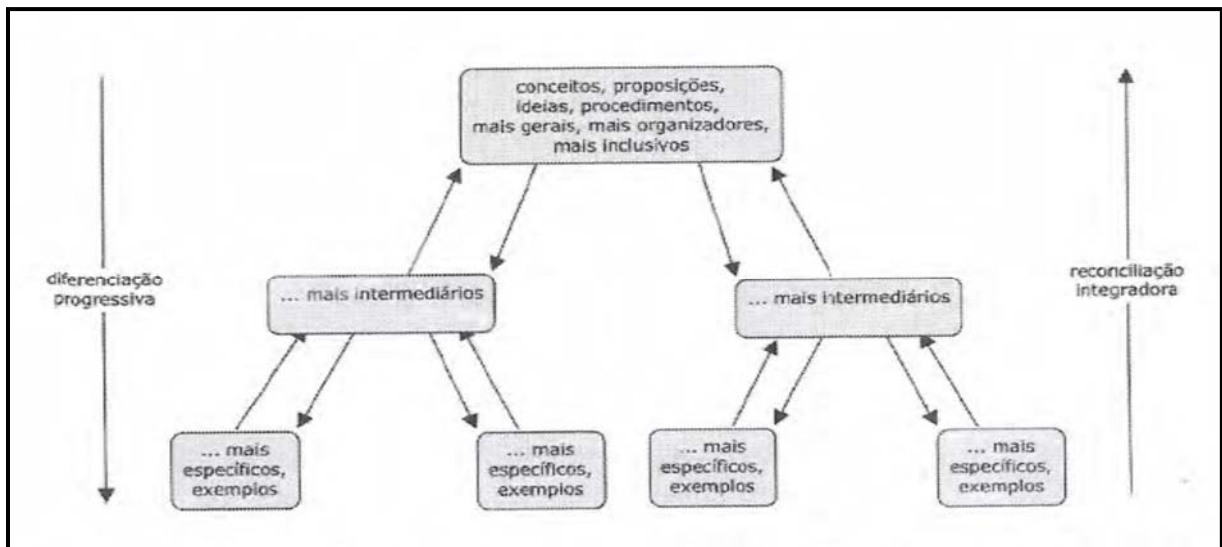 conceitos, proposições,
ideias, procedimentos,
mais gerais, mais organizadores,
mais inclusivos
diferenciação
progressiva
... mais intermediários
... mais intermediários
reconciliação
integradora
... mais
específicos,
exemplos
... mais
específicos,
exemplos
... mais
específicos,
exemplos
... mais
específicos,
exemplos